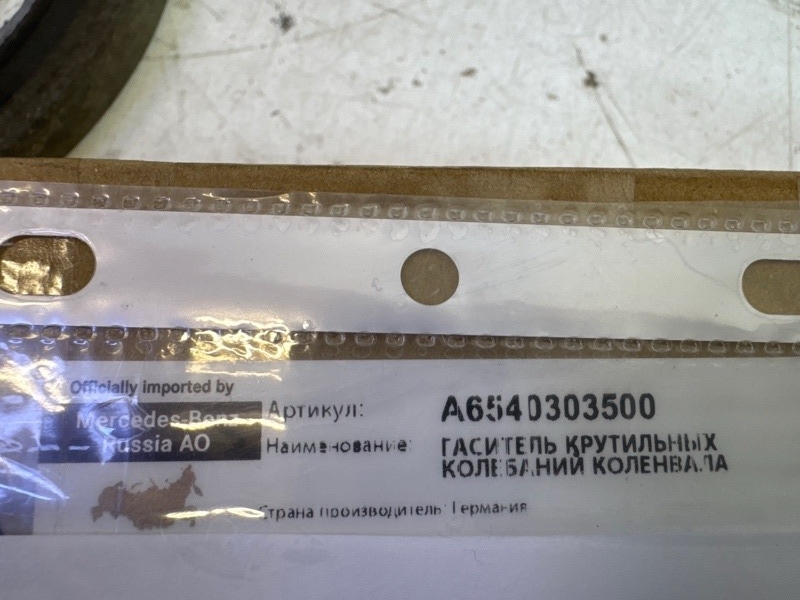 Officially imported by
Mercedes-Benz
Russia AO
Артикул: A6540303500
Наименование: ГАСИТЕЛЬ КРУТИЛЬНЫХ
КОЛЕБАНИЙ КОЛЕНВАЛА
Страна производитель: Германия